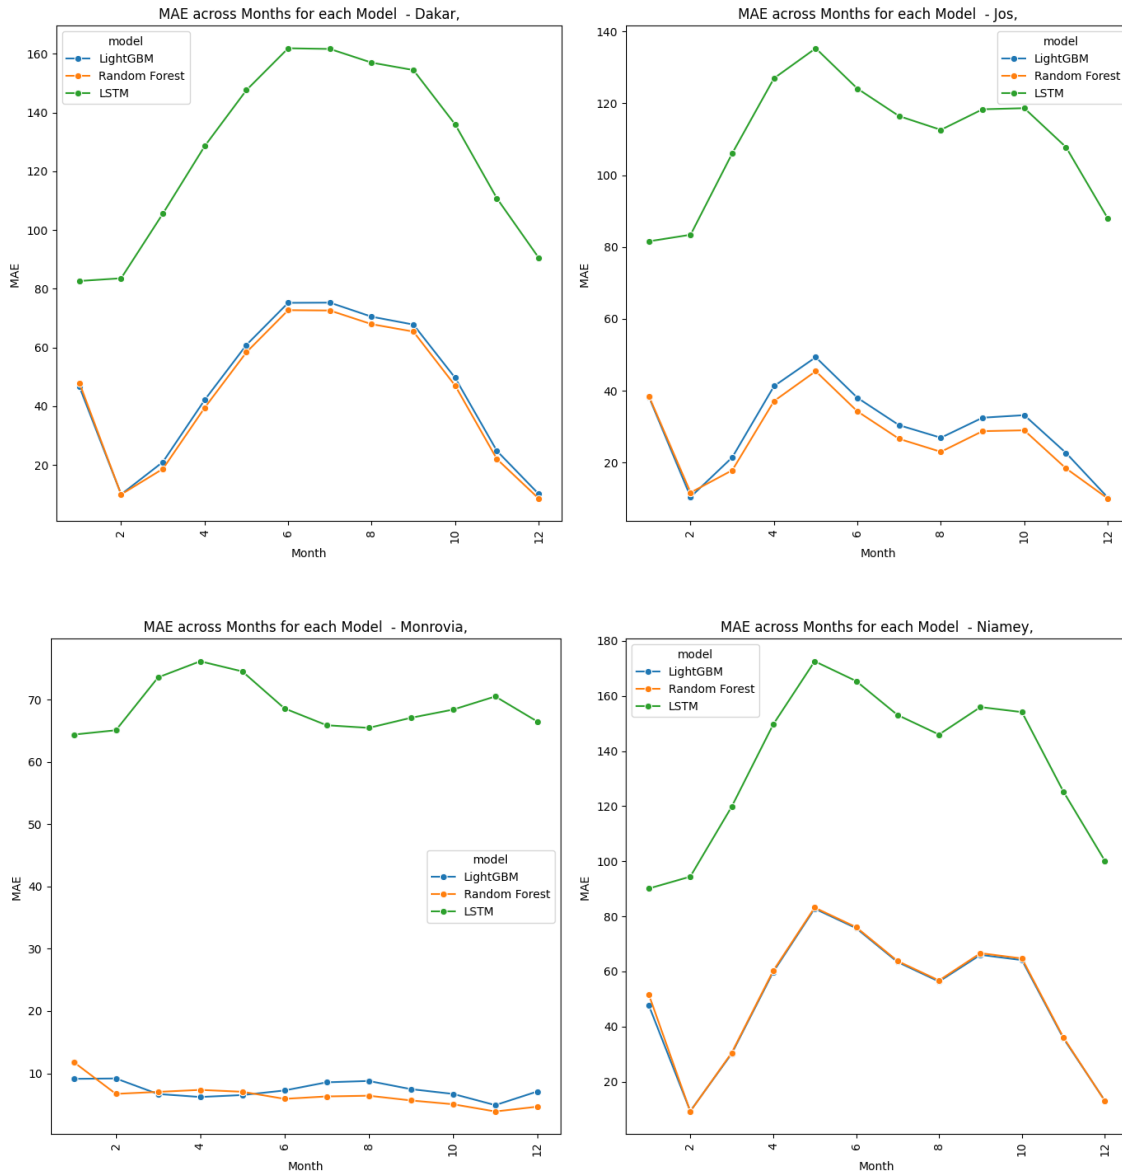 MAE across Months for each Model  - Dakar,
model
LightGBM
Random Forest
LSTM
160
140
120
100
80
60
40
20
MAE
2
4
6
8
10
12
Month
MAE across Months for each Model  - Jos,
model
LightGBM
Random Forest
LSTM
140
120
100
80
60
40
20
MAE
2
4
6
8
10
12
Month
MAE across Months for each Model  - Monrovia,
model
LightGBM
Random Forest
LSTM
70
60
50
40
30
20
10
MAE
2
4
6
8
10
12
Month
MAE across Months for each Model  - Niamey,
model
LightGBM
Random Forest
LSTM
180
160
140
120
100
80
60
40
20
MAE
2
4
6
8
10
12
Month